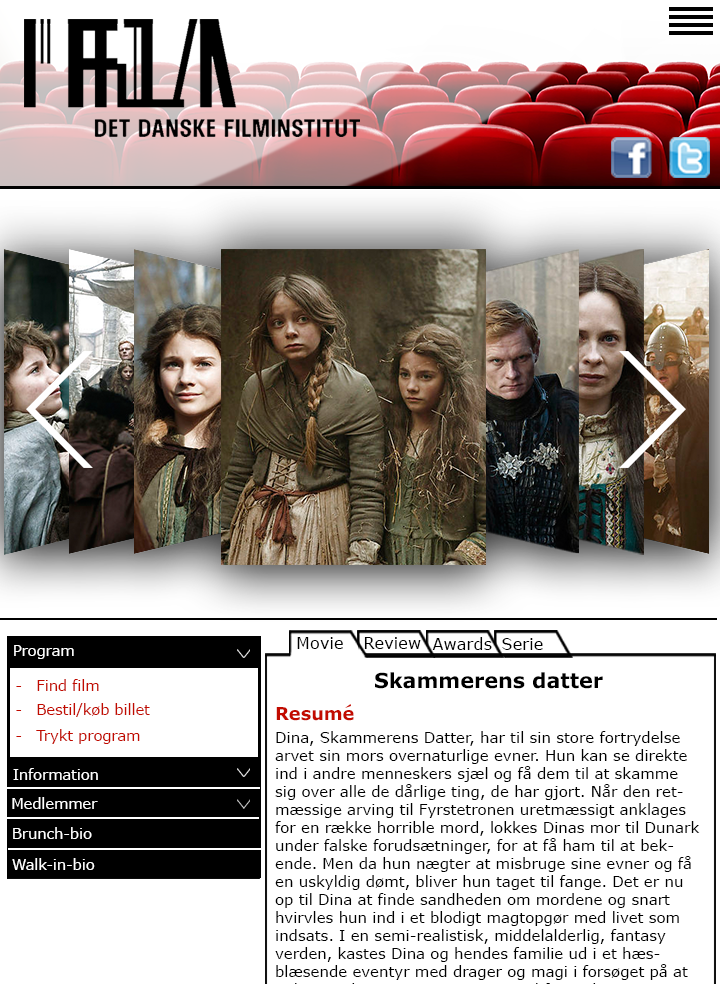 DET DANSKE FILMINSTITUT
Movie
Review
Awards
Serie
Program
- Find film
- Bestil/køb billet
- Trykt program
Information
Medlemmer
Brunch-bio
Walk-in-bio
Skammerens datter
Resumé
Dina, Skammerens Datter, har til sin store fortrydelse
arvet sin mors overnaturlige evner. Hun kan se direkte
ind i andre menneskers sjæl og få dem til at skamme
sig over alle de dårlige ting, de har gjort. Når den ret-
mæssige arving til Fyrstetronen uretmæssigt anklages
for en række horrible mord, lokkes Dinas mor til Dunark
under falske forudsætninger, for at få ham til at bek-
ende. Men da hun nægter at misbruge sine evner og få
en uskyldig dømt, bliver hun taget til fange. Det er nu
op til Dina at finde sandheden om mordene og snart
hvirvles hun ind i et blodigt magtopgør med livet som
indsats. I en semi-realistisk, middelalderlig, fantasy
verden, kastes Dina og hendes familie ud i et hæs-
blæsende eventyr med drager og magi i forsøget på at